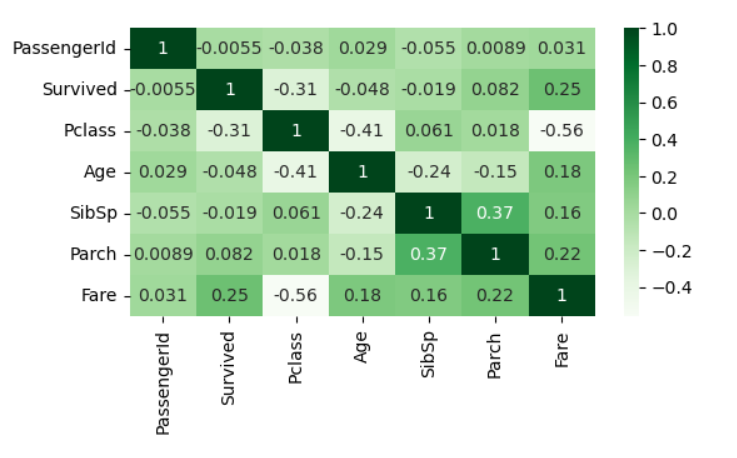 PassengerId 1 -0.0055 -0.038 0.029 -0.055 0.0089 0.031
Survived -0.0055 1 -0.31 -0.048 -0.019 0.082 0.25
Pclass -0.038 -0.31 1 -0.41 0.061 0.018 -0.56
Age 0.029 -0.048 -0.41 1 -0.24 -0.15 0.18
SibSp -0.055 -0.019 0.061 -0.24 1 0.37 0.16
Parch 0.0089 0.082 0.018 -0.15 0.37 1 0.22
Fare 0.031 0.25 -0.56 0.18 0.16 0.22 1
PassengerId
Survived
Pclass
Age
SibSp
Parch
Fare
1.0
0.8
0.6
0.4
0.2
0.0
−0.2
−0.4